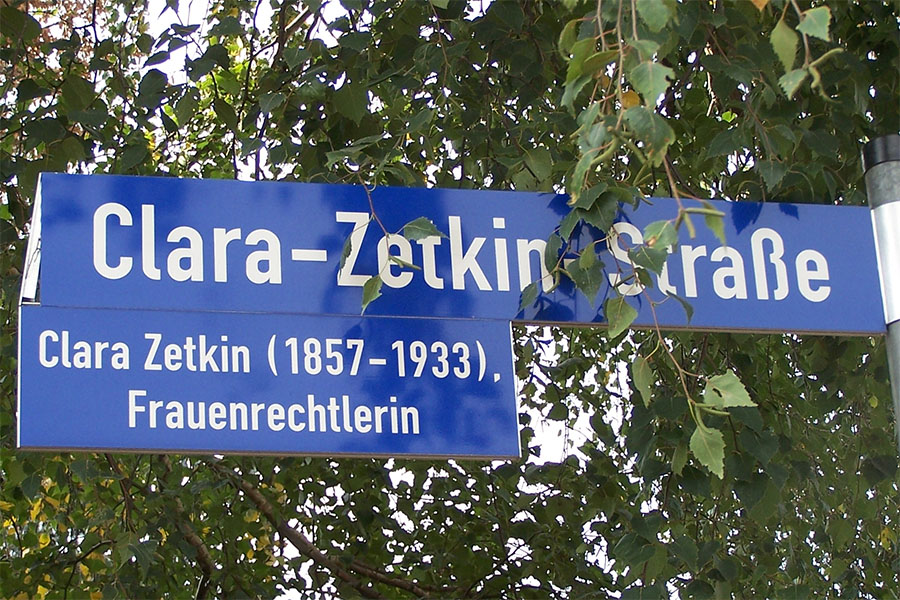 Clara-Zetkin-Straße
Clara Zetkin (1857-1933),
Frauenrechtlerin